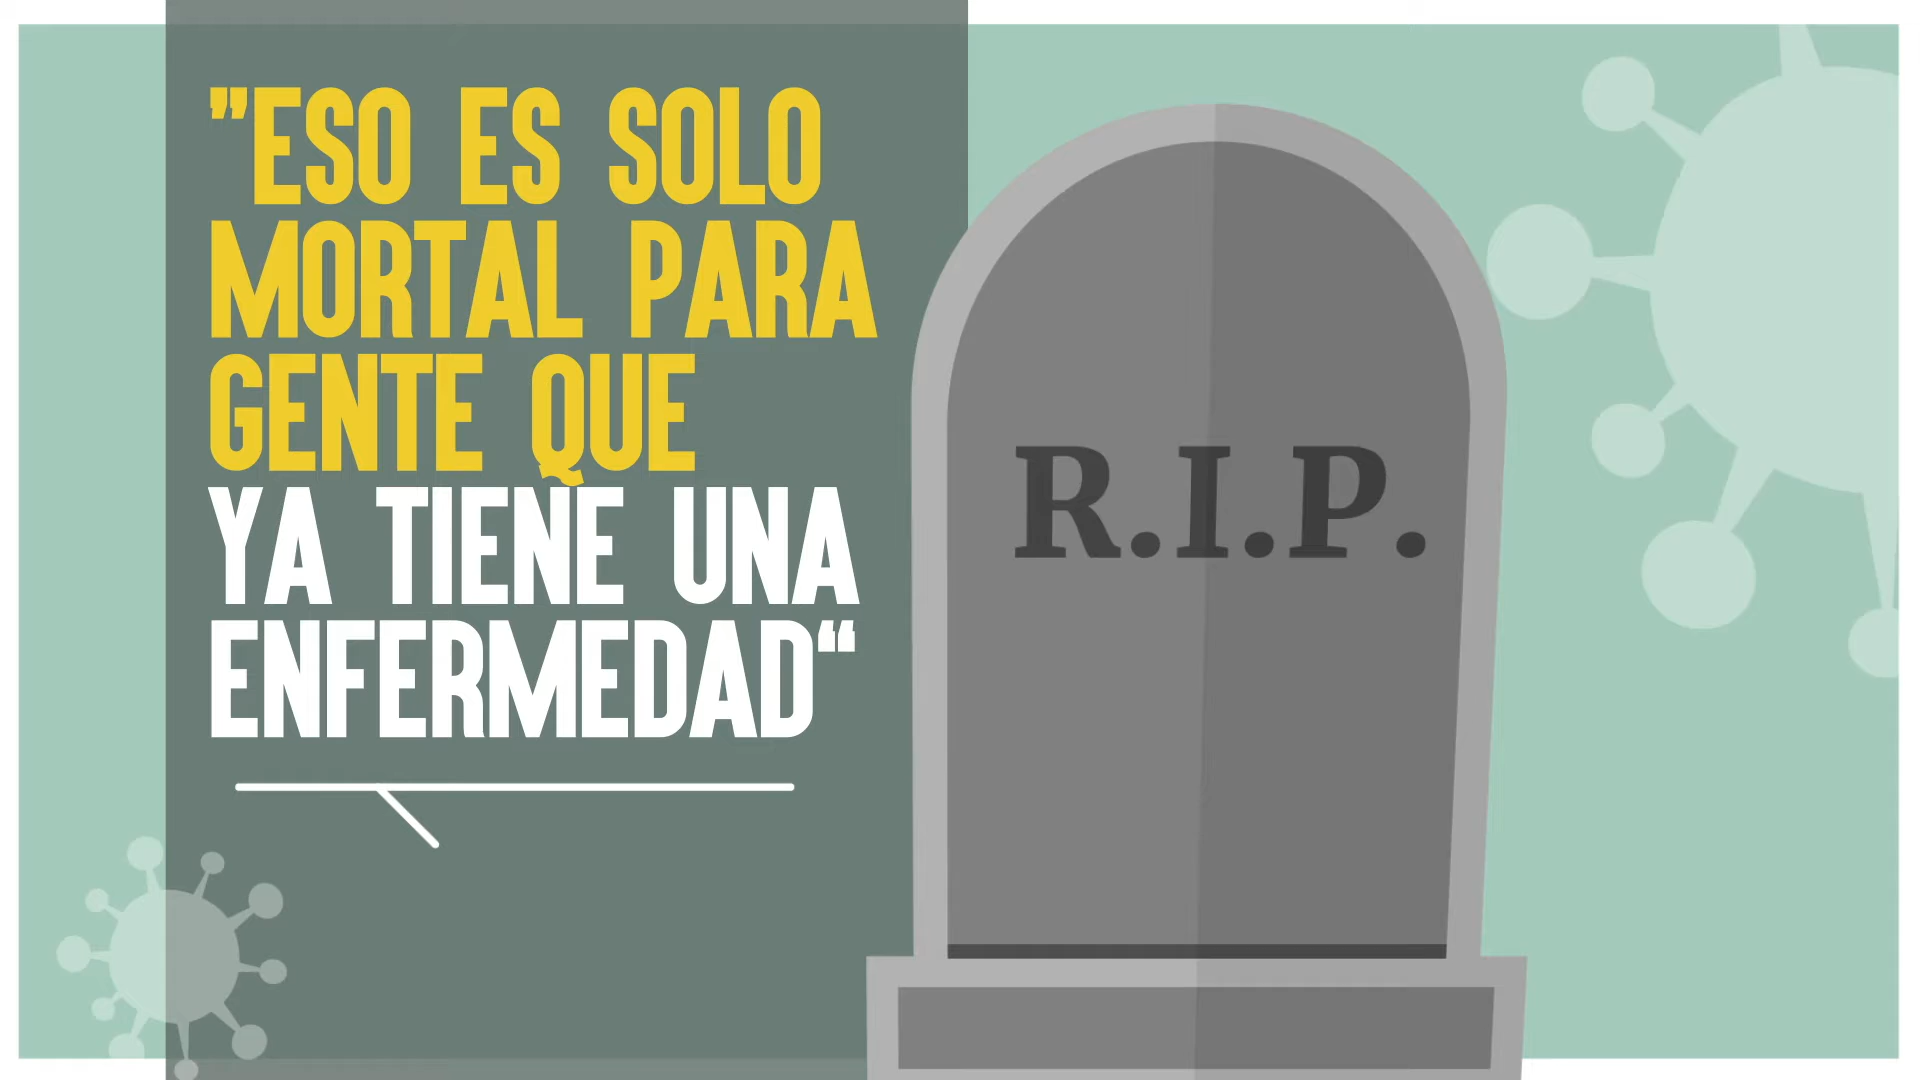 "ESO ES SOLO
MORTAL PARA
GENTE QUE
YA TIENE UNA
ENFERMEDAD“
R.I.P.